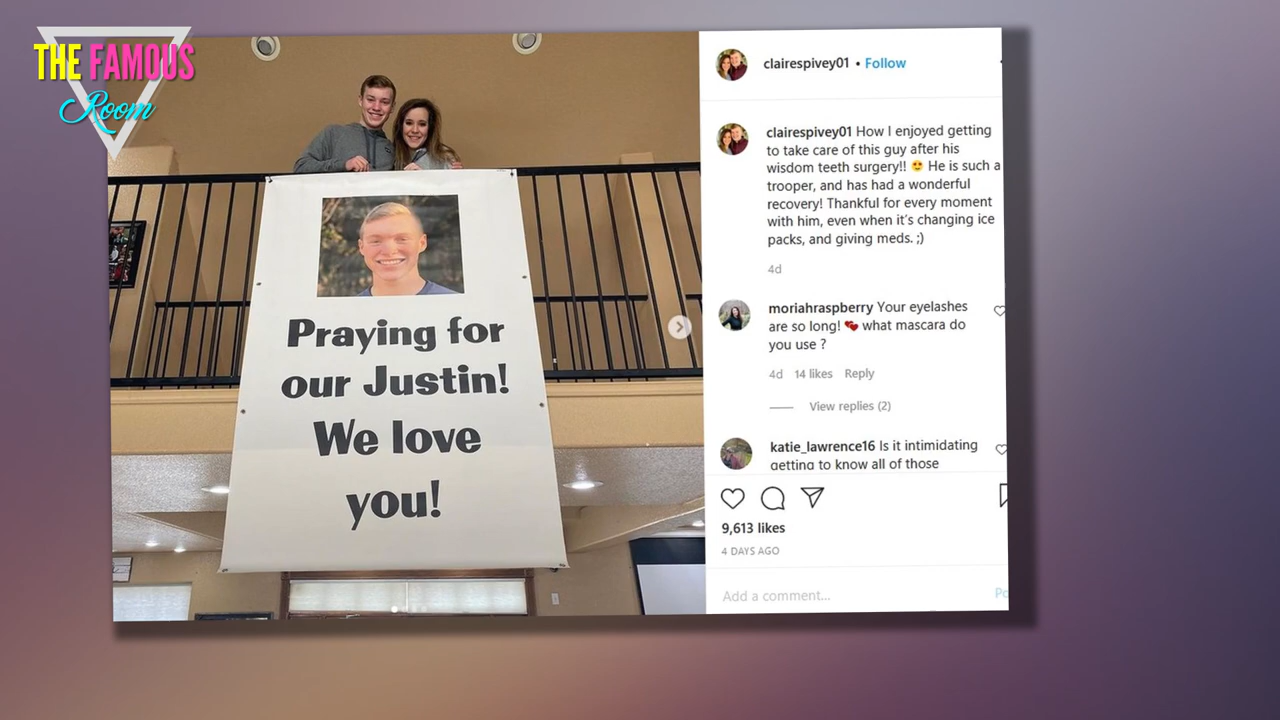 THE FAMOUS
Room
Praying for
our Justin!
We love
you!
clairespivey01 • Follow
clairespivey01 How I enjoyed getting
to take care of this guy after his
wisdom teeth surgery!! 😍 He is such a
trooper, and has had a wonderful
recovery! Thankful for every moment
with him, even when it's changing ice
packs, and giving meds. ;)
4d
moriahraspberry Your eyelashes
are so long! 💕 what mascara do
you use ?
4d 14 likes Reply
View replies (2)
katie_lawrence16 Is it intimidating
getting to know all of those
9,613 likes
4 DAYS AGO
Add a comment...
Po